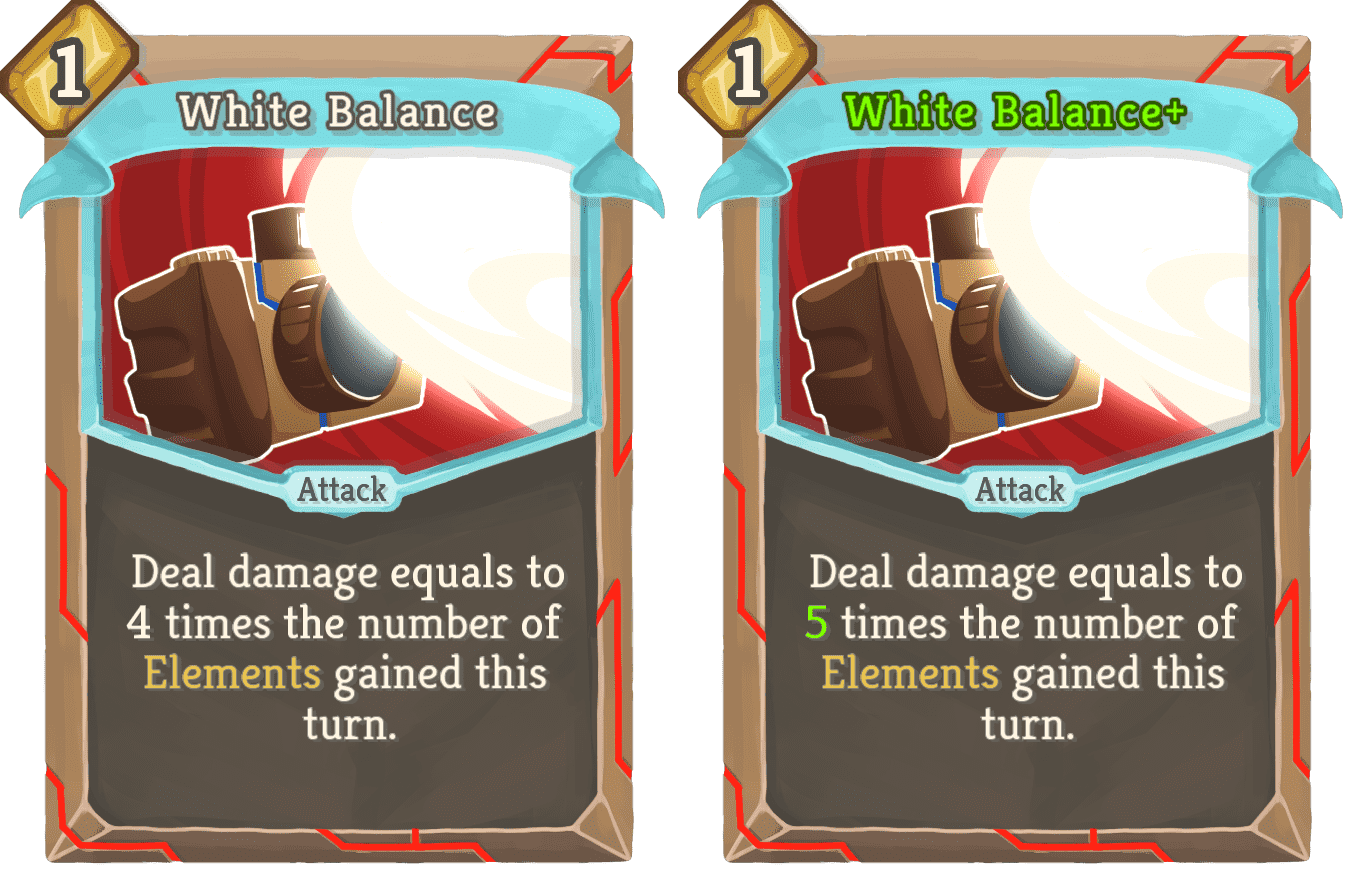 1
White Balance
Attack
Deal damage equals to
4 times the number of
Elements gained this
turn.
1
White Balance+
Attack
Deal damage equals to
5 times the number of
Elements gained this
turn.